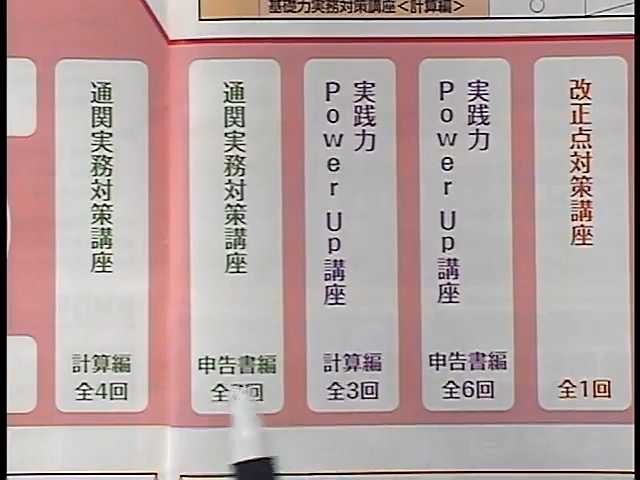 基礎力実務対策講座<計算編>
通関実務対策講座
計算編
全4回
通関実務対策講座
申告書編
実践力
Power Up講座
計算編
全3回
実践力
Power Up講座
申告書編
全6回
改正点対策講座
全1回